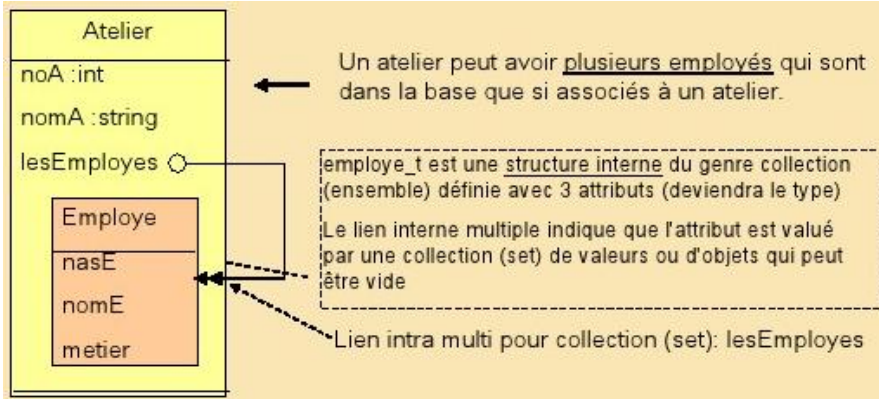 Atelier
noA :int
nomA :string
lesEmployes
Employe
nasE
nomE
metier
Un atelier peut avoir plusieurs employés qui sont
dans la base que si associés à un atelier.
employe_t est une structure interne du genre collection
(ensemble) définie avec 3 attributs (deviendra le type)
Le lien interne multiple indique que l'attribut est valué
par une collection (set) de valeurs ou d'objets qui peut
être vide
Lien intra multi pour collection (set): lesEmployes